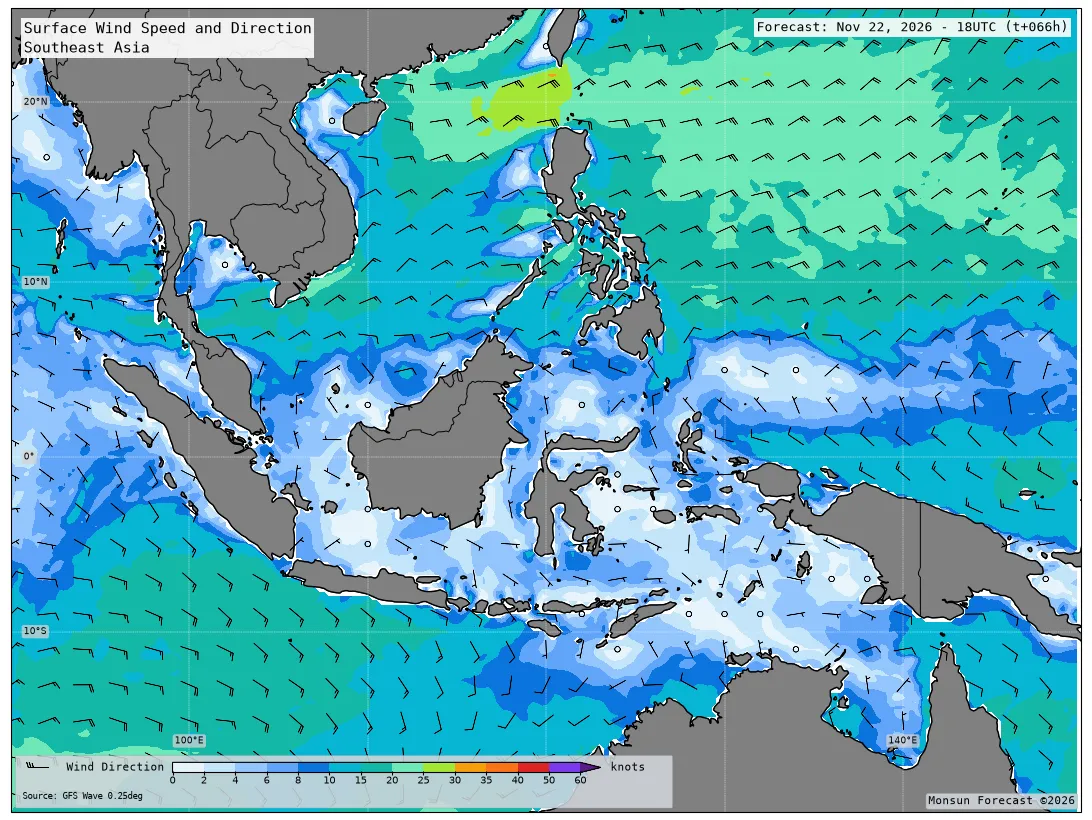 Surface Wind Speed and Direction
Southeast Asia
Forecast: Nov 22, 2026 - 18UTC (t+066h)
20°N
10°N
0°
10°S
100°E
140°E
Wind Direction
0 2 4 6 8 10 15 20 25 30 35 40 50 60
knots
Source: GFS Wave 0.25deg
Monsun Forecast ©2026